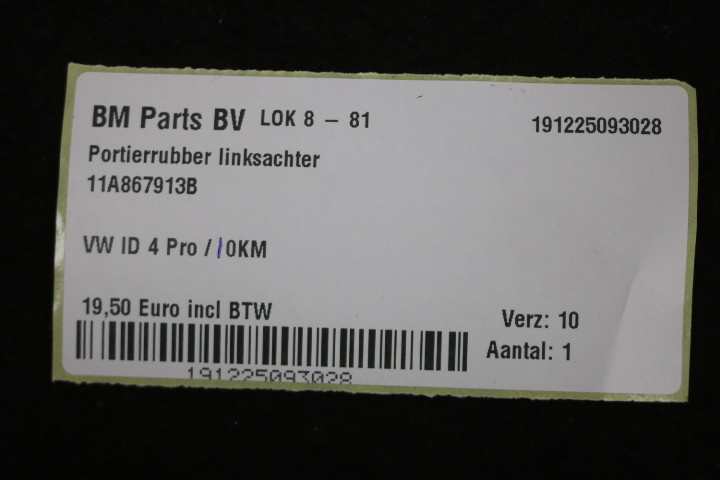 BM Parts BV LOK 8 – 81 191225093028
Portierrubber linksachter
11A867913B
VW ID 4 Pro / 0KM
19,50 Euro incl BTW
Verz: 10
Aantal: 1
191225093028